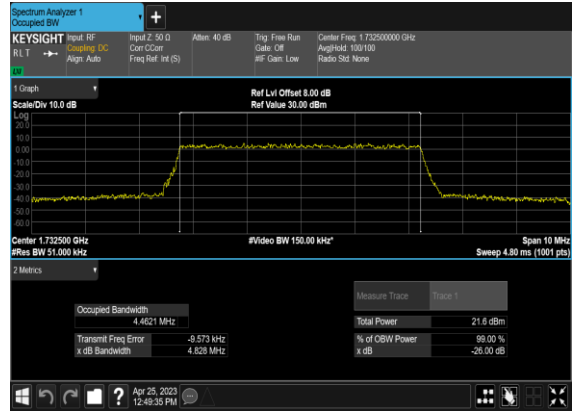 Spectrum Analyzer 1
Occupied BW
KEYSIGHT Input: RF Input Z: 50 Ω Atten: 40 dB Trig: Free Run Center Freq: 1.732500000 GHz
RLT Coupling: DC Corr CCorr Gate: Off Avg|Hold: 100/100
Align: Auto Freq Ref: Int (S) #IF Gain: Low Radio Std: None
1 Graph
Ref Lvl Offset 8.00 dB
Scale/Div 10.0 dB Ref Value 30.00 dBm
Log
20.0
10.0
0.00
-10.0
-20.0
-30.0
-40.0
-50.0
-60.0
Center 1.732500 GHz #Video BW 150.00 kHz* Span 10 MHz
#Res BW 51.000 kHz Sweep 4.80 ms (1001 pts)
2 Metrics
Measure Trace Trace 1
Occupied Bandwidth
4.4621 MHz Total Power 21.6 dBm
Transmit Freq Error -9.573 kHz % of OBW Power 99.00 %
x dB Bandwidth 4.828 MHz x dB -26.00 dB
? Apr 25, 2023
12:49:35 PM